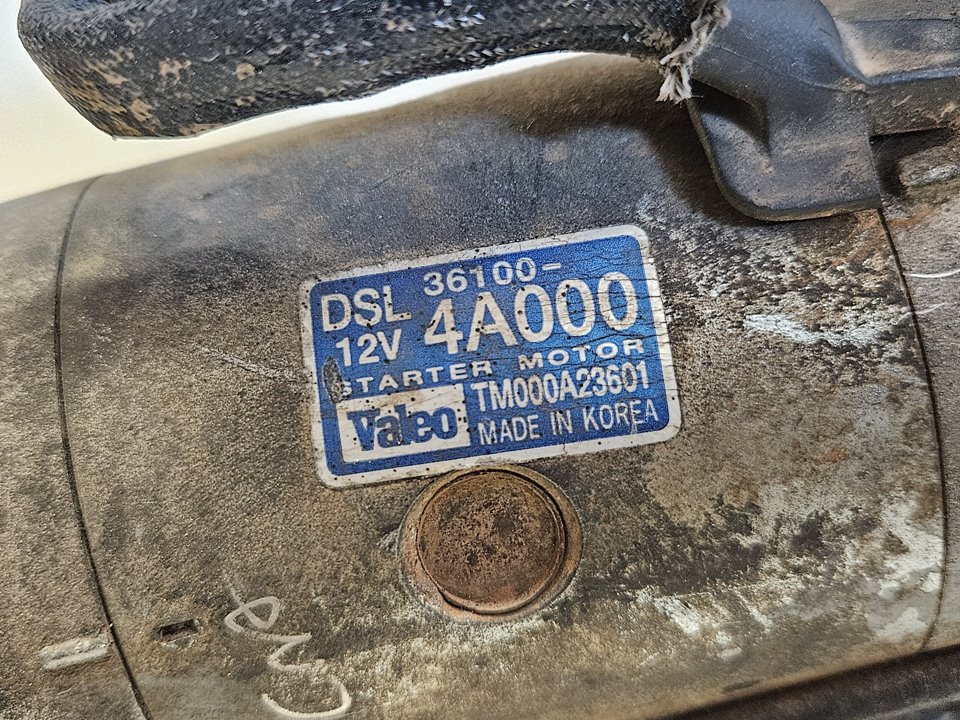 DSL 36100-
12V 4A000
STARTER MOTOR
Valeo TM000A23601
MADE IN KOREA